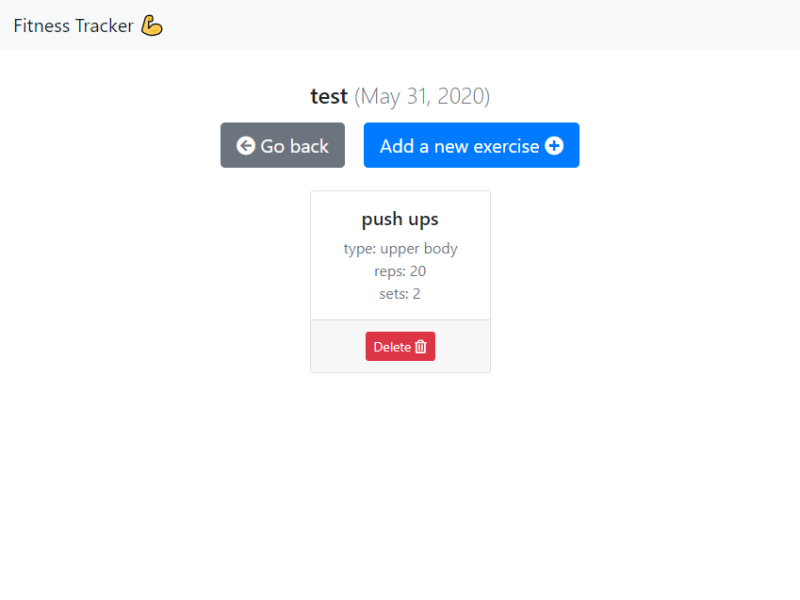 Fitness Tracker 💪
test (May 31, 2020)
Go back
Add a new exercise
push ups
type: upper body
reps: 20
sets: 2
Delete